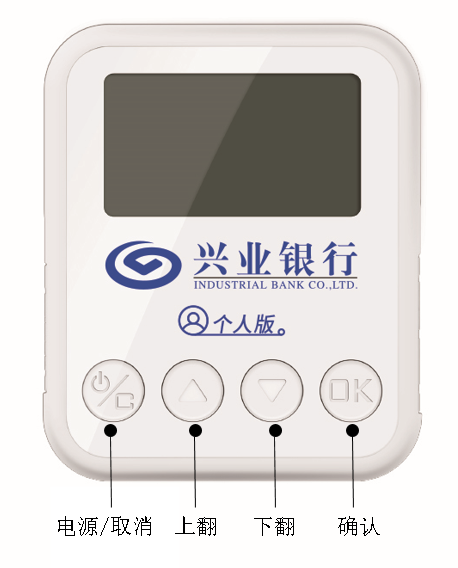 兴业银行
INDUSTRIAL BANK CO.,LTD.
个人版。
OK
电源/取消 上翻 下翻 确认